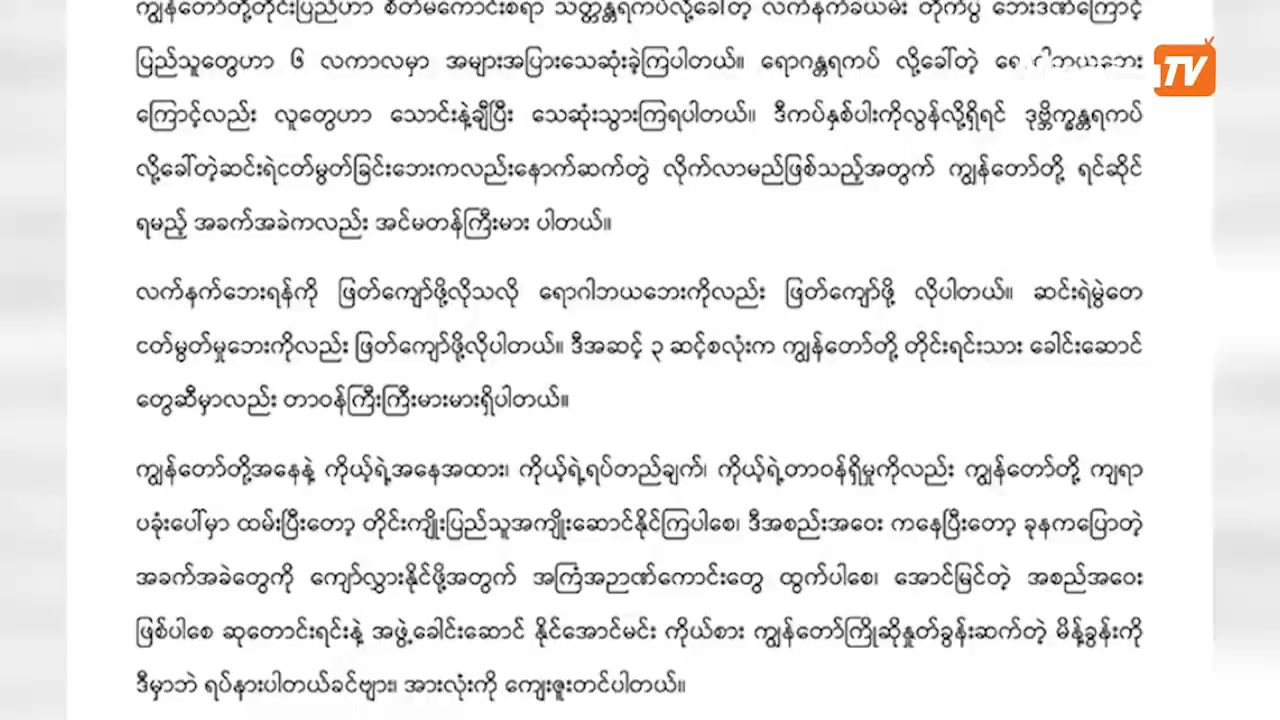 ကျွန်တော်တို့တိုင်းပြည်ဟာ စိတ်မကောင်းစရာ သတ္ထန္တရကပ်လို့ခေါ်တဲ့ လက်နက်ခဲယမ်း တိုက်ပွဲ ဘေးဒဏ်ကြောင့်
ပြည်သူတွေဟာ ၆ လကာလမှာ အများအပြားသေဆုံးခဲ့ကြပါတယ်။ ရောဂန္တရကပ် လို့ခေါ်တဲ့ ရောဂါဘယဘေး
TV
ကြောင့်လည်း လူတွေဟာ သောင်းနဲ့ချီပြီး သေဆုံးသွားကြရပါတယ်။ ဒီကပ်နှစ်ပါးကိုလွန်လို့ရှိရင် ဒုဗ္ဘိက္ခန္တရကပ်
လို့ခေါ်တဲ့ဆင်းရဲငတ်မွတ်ခြင်းဘေးကလည်းနောက်ဆက်တွဲ လိုက်လာမည်ဖြစ်သည့်အတွက် ကျွန်တော်တို့ ရင်ဆိုင်
ရမည့် အခက်အခဲကလည်း အင်မတန်ကြီးမား ပါတယ်။
လက်နက်ဘေးရန်ကို ဖြတ်ကျော်ဖို့လိုသလို ရောဂါဘယဘေးကိုလည်း ဖြတ်ကျော်ဖို့ လိုပါတယ်။ ဆင်းရဲမွဲတေ
ငတ်မွတ်မှုဘေးကိုလည်း ဖြတ်ကျော်ဖို့လိုပါတယ်။ ဒီအဆင့် ၃ ဆင့်စလုံးက ကျွန်တော်တို့ တိုင်းရင်းသား ခေါင်းဆောင်
တွေဆီမှာလည်း တာဝန်ကြီးကြီးမားမားရှိပါတယ်။
ကျွန်တော်တို့အနေနဲ့ ကိုယ့်ရဲ့အနေအထား၊ ကိုယ့်ရဲ့ရပ်တည်ချက်၊ ကိုယ့်ရဲ့တာဝန်ရှိမှုကိုလည်း ကျွန်တော်တို့ ကျရာ
ပခုံးပေါ်မှာ ထမ်းပြီးတော့ တိုင်းကျိုးပြည်သူအကျိုးဆောင်နိုင်ကြပါစေ၊ ဒီအစည်းအဝေး ကနေပြီးတော့ ခုနကပြောတဲ့
အခက်အခဲတွေကို ကျော်လွှားနိုင်ဖို့အတွက် အကြံအဉာဏ်ကောင်းတွေ ထွက်ပါစေ၊ အောင်မြင်တဲ့ အစည်အဝေး
ဖြစ်ပါစေ ဆုတောင်းရင်းနဲ့ အဖွဲ့ခေါင်းဆောင် နိုင်အောင်မင်း ကိုယ်စား ကျွန်တော်ကြိုဆိုနှုတ်ခွန်းဆက်တဲ့ မိန့်ခွန်းကို
ဒီမှာဘဲ ရပ်နားပါတယ်ခင်ဗျား၊ အားလုံးကို ကျေးဇူးတင်ပါတယ်။